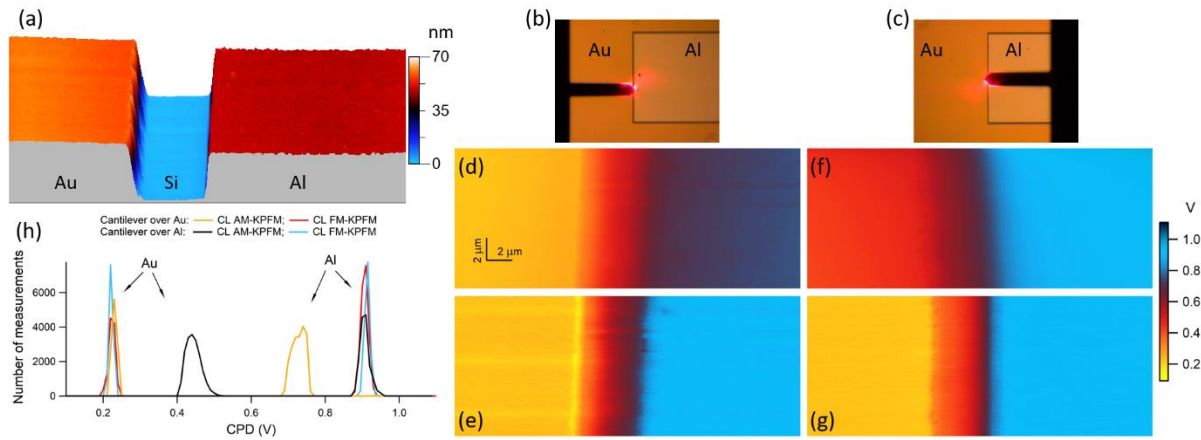 (a)
nm
70
35
0
Au
Si
Al
(b)
Au
Al
(c)
Au
Al
(d)
2 μm
2 μm
(f)
V
1.0
0.8
0.6
0.4
0.2
(e)
(g)
(h)
Cantilever over Au: CL AM-KPFM; CL FM-KPFM
Cantilever over Al: CL AM-KPFM; CL FM-KPFM
Au
Al
Number of measurements
6000
4000
2000
0
0.2 0.4 0.6 0.8 1.0
CPD (V)